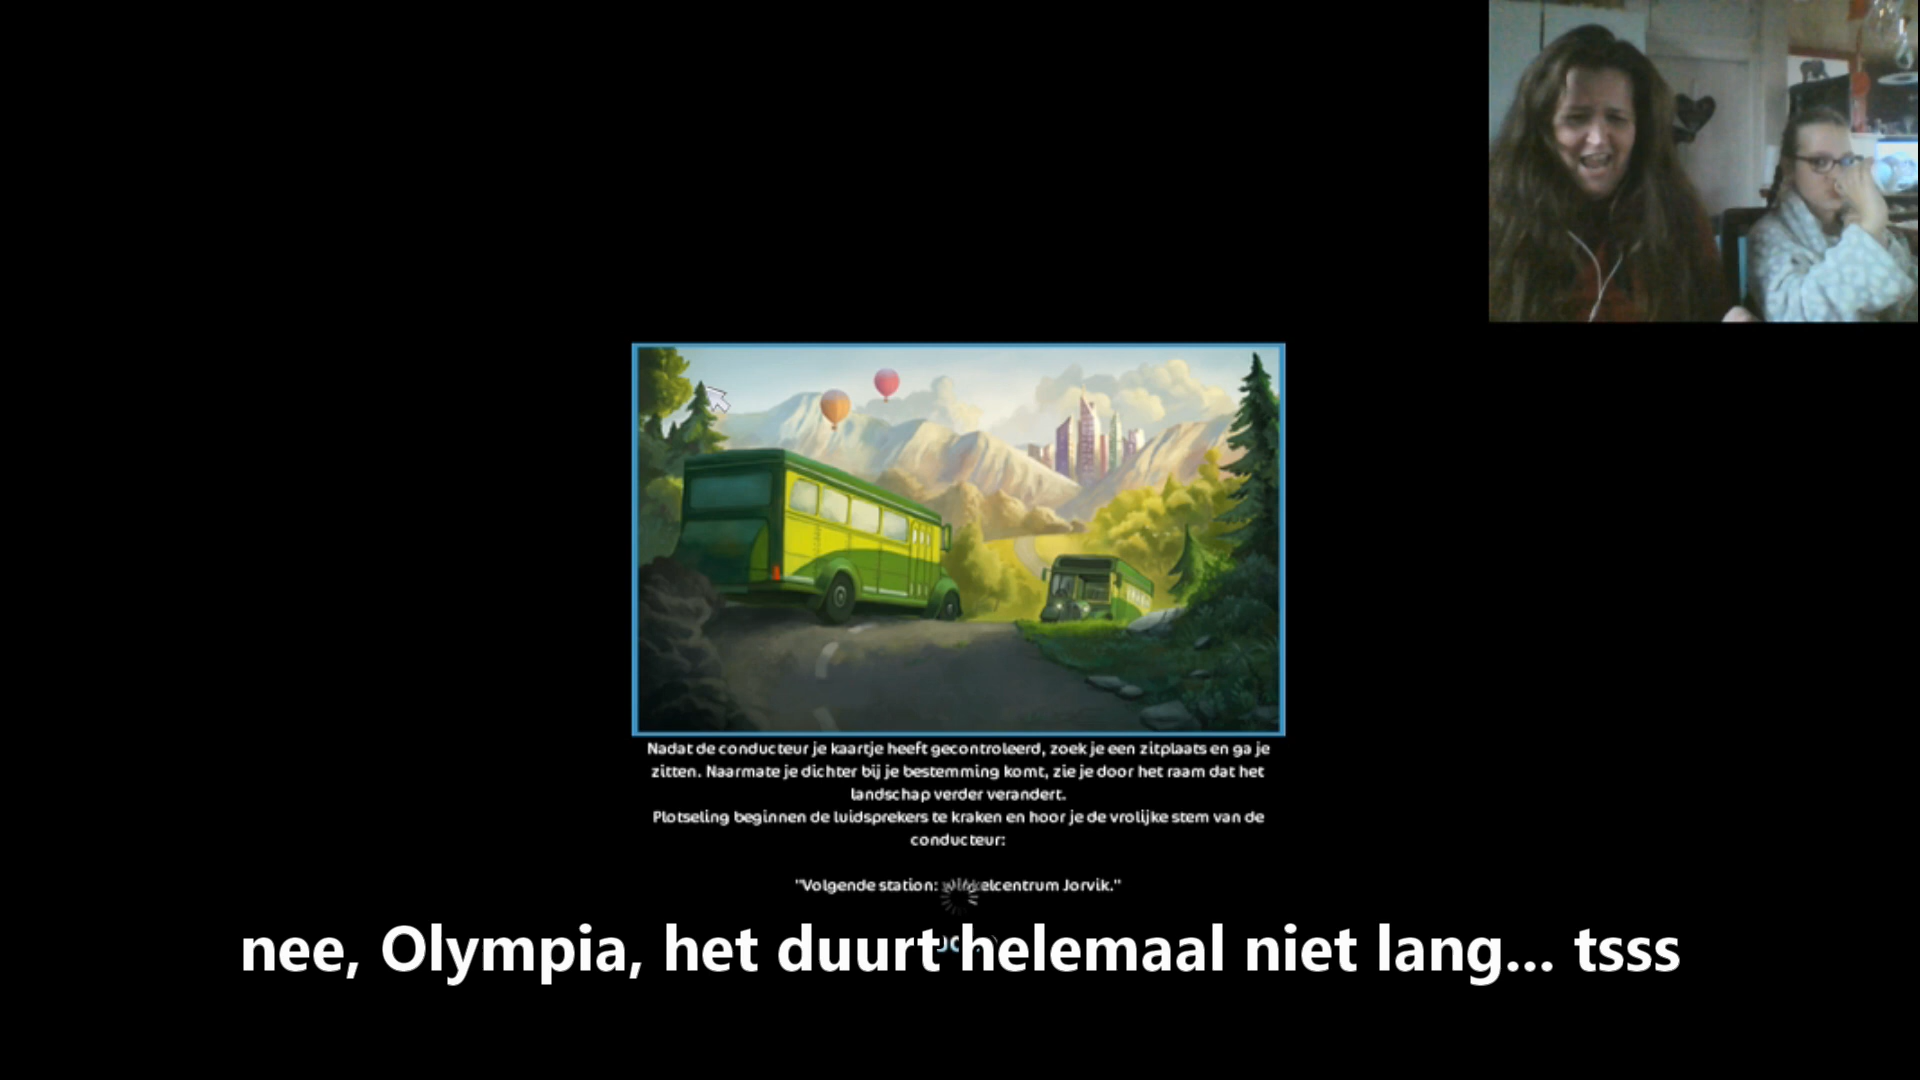 Nadat de conducteur je kaartje heeft gecontroleerd, zoek je een zitplaats en ga je
zitten. Naarmate je dichter bij je bestemming komt, zie je door het raam dat het
landschap verder verandert.
Plotseling beginnen de luidsprekers te kraken en hoor je de vrolijke stem van de
conducteur:
"Volgende station: winkelcentrum Jorvik."
nee, Olympia, het duurt helemaal niet lang... tsss